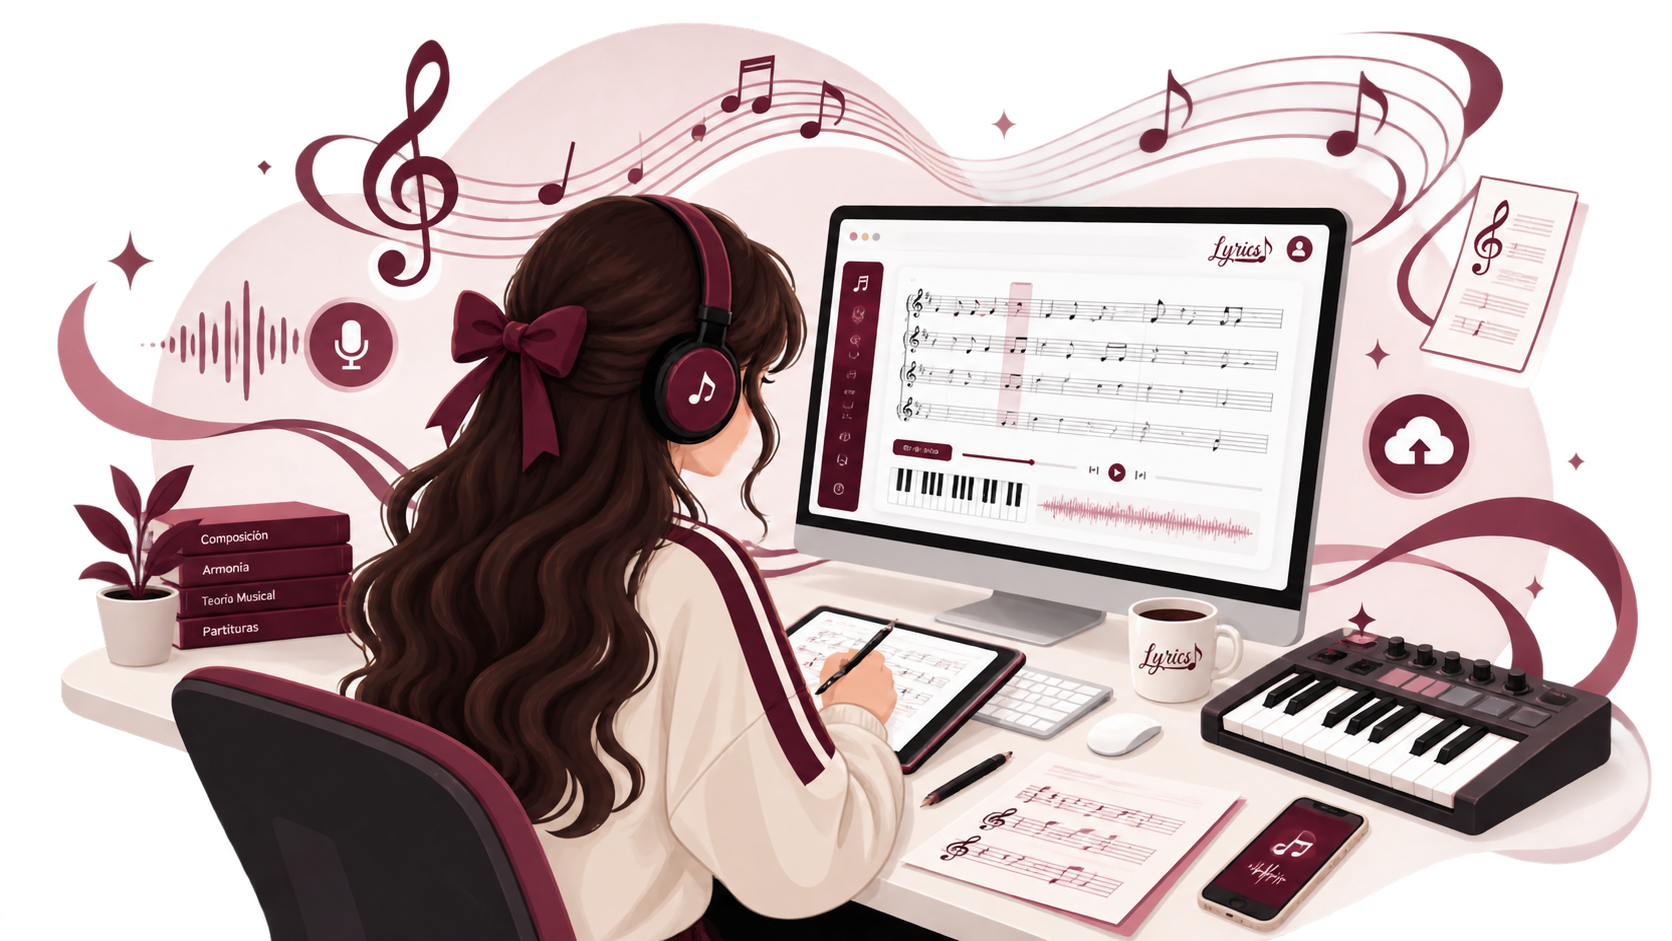 Lyrics
Composición
Armonía
Teoría Musical
Partituras
Lyrics